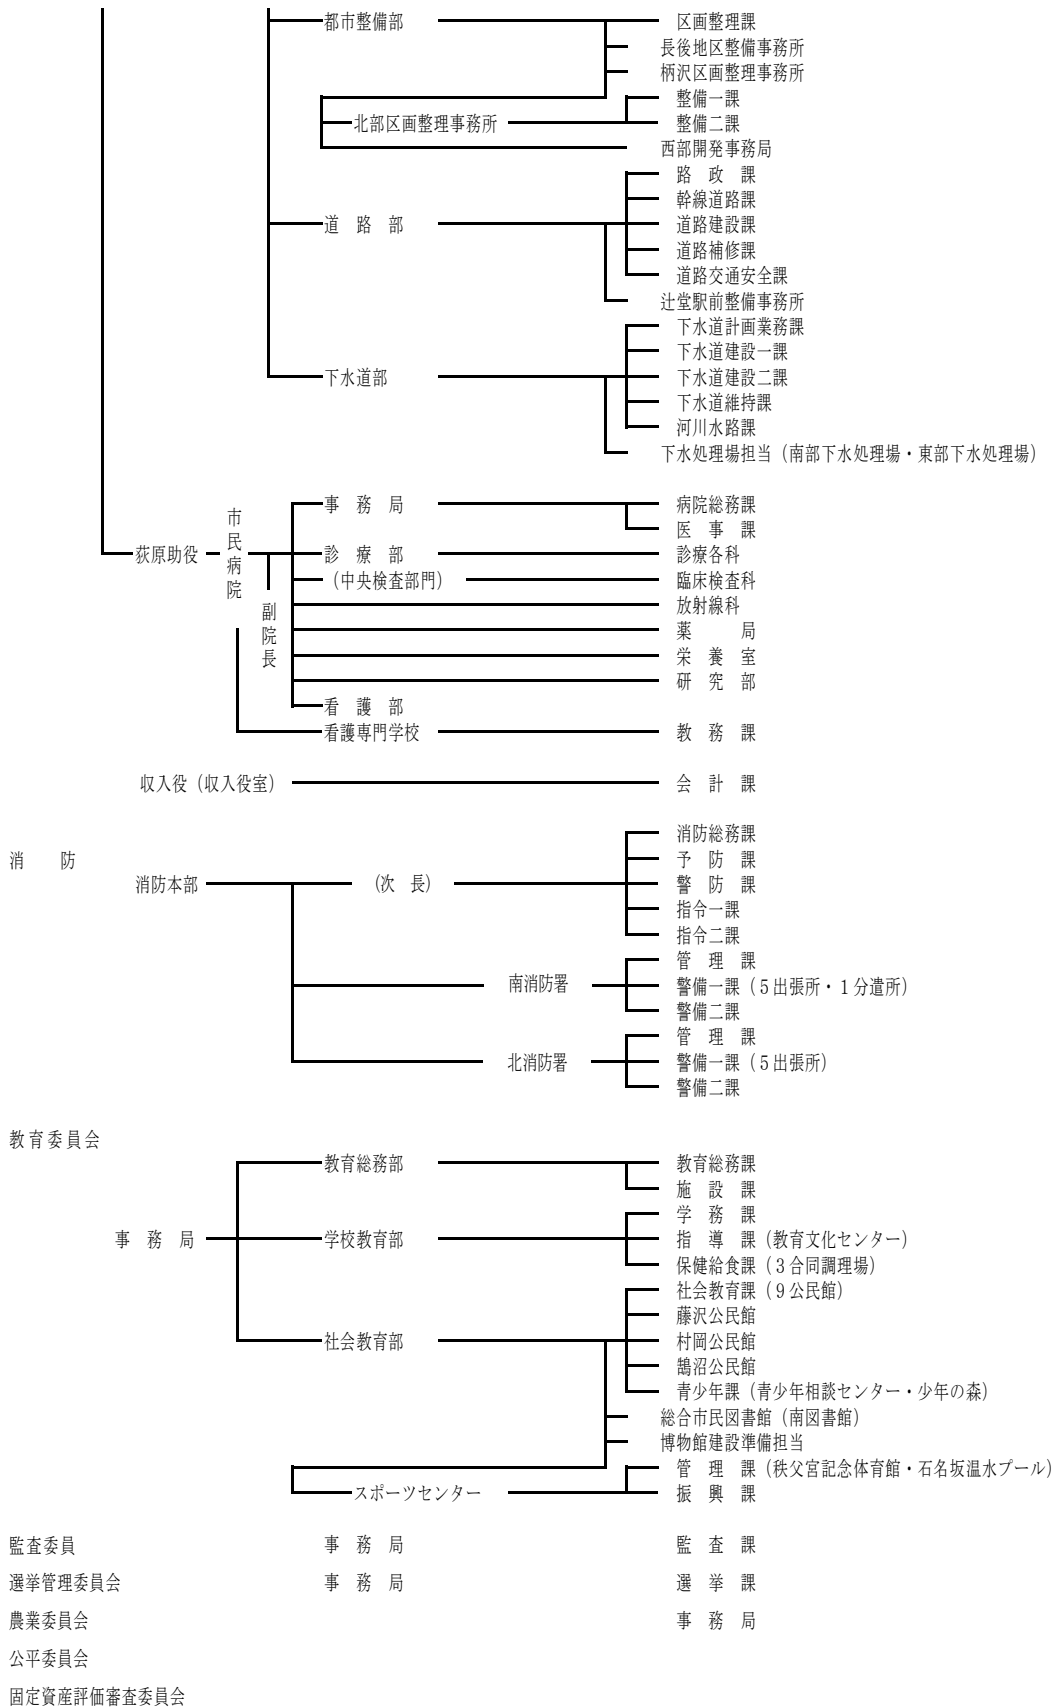 都市整備部　区画整理課
長後地区整備事務所
柄沢区画整理事務所
整備一課
北部区画整理事務所　整備二課
西部開発事務局
路　政　課
幹線道路課
道　路　部　道路建設課
道路補修課
道路交通安全課
辻堂駅前整備事務所
下水道計画業務課
下水道建設一課
下水道部　下水道建設二課
下水道維持課
河川水路課
下水処理場担当（南部下水処理場・東部下水処理場）
事　務　局　病院総務課
医　事　課
荻原助役　市民病院　副院長　診　療　部　診療各科
（中央検査部門）　臨床検査科
放射線科
薬　　　局
栄　養　室
研　究　部
看　護　部
看護専門学校　教　務　課
収入役（収入役室）　会　計　課
消　　防
消防総務課
予　防　課
消防本部　（次　長）　警　防　課
指令一課
指令二課
管　理　課
南消防署　警備一課（５出張所・１分遣所）
警備二課
管　理　課
北消防署　警備一課（５出張所）
警備二課
教育委員会
教育総務部　教育総務課
施　設　課
学　務　課
事　務　局　学校教育部　指　導　課（教育文化センター）
保健給食課（３合同調理場）
社会教育課（９公民館）
藤沢公民館
社会教育部　村岡公民館
鵠沼公民館
青少年課（青少年相談センター・少年の森）
総合市民図書館（南図書館）
博物館建設準備担当
管　理　課（秩父宮記念体育館・石名坂温水プール）
スポーツセンター　振　興　課
監査委員　事　務　局　監　査　課
選挙管理委員会　事　務　局　選　挙　課
農業委員会　事　務　局
公平委員会
固定資産評価審査委員会